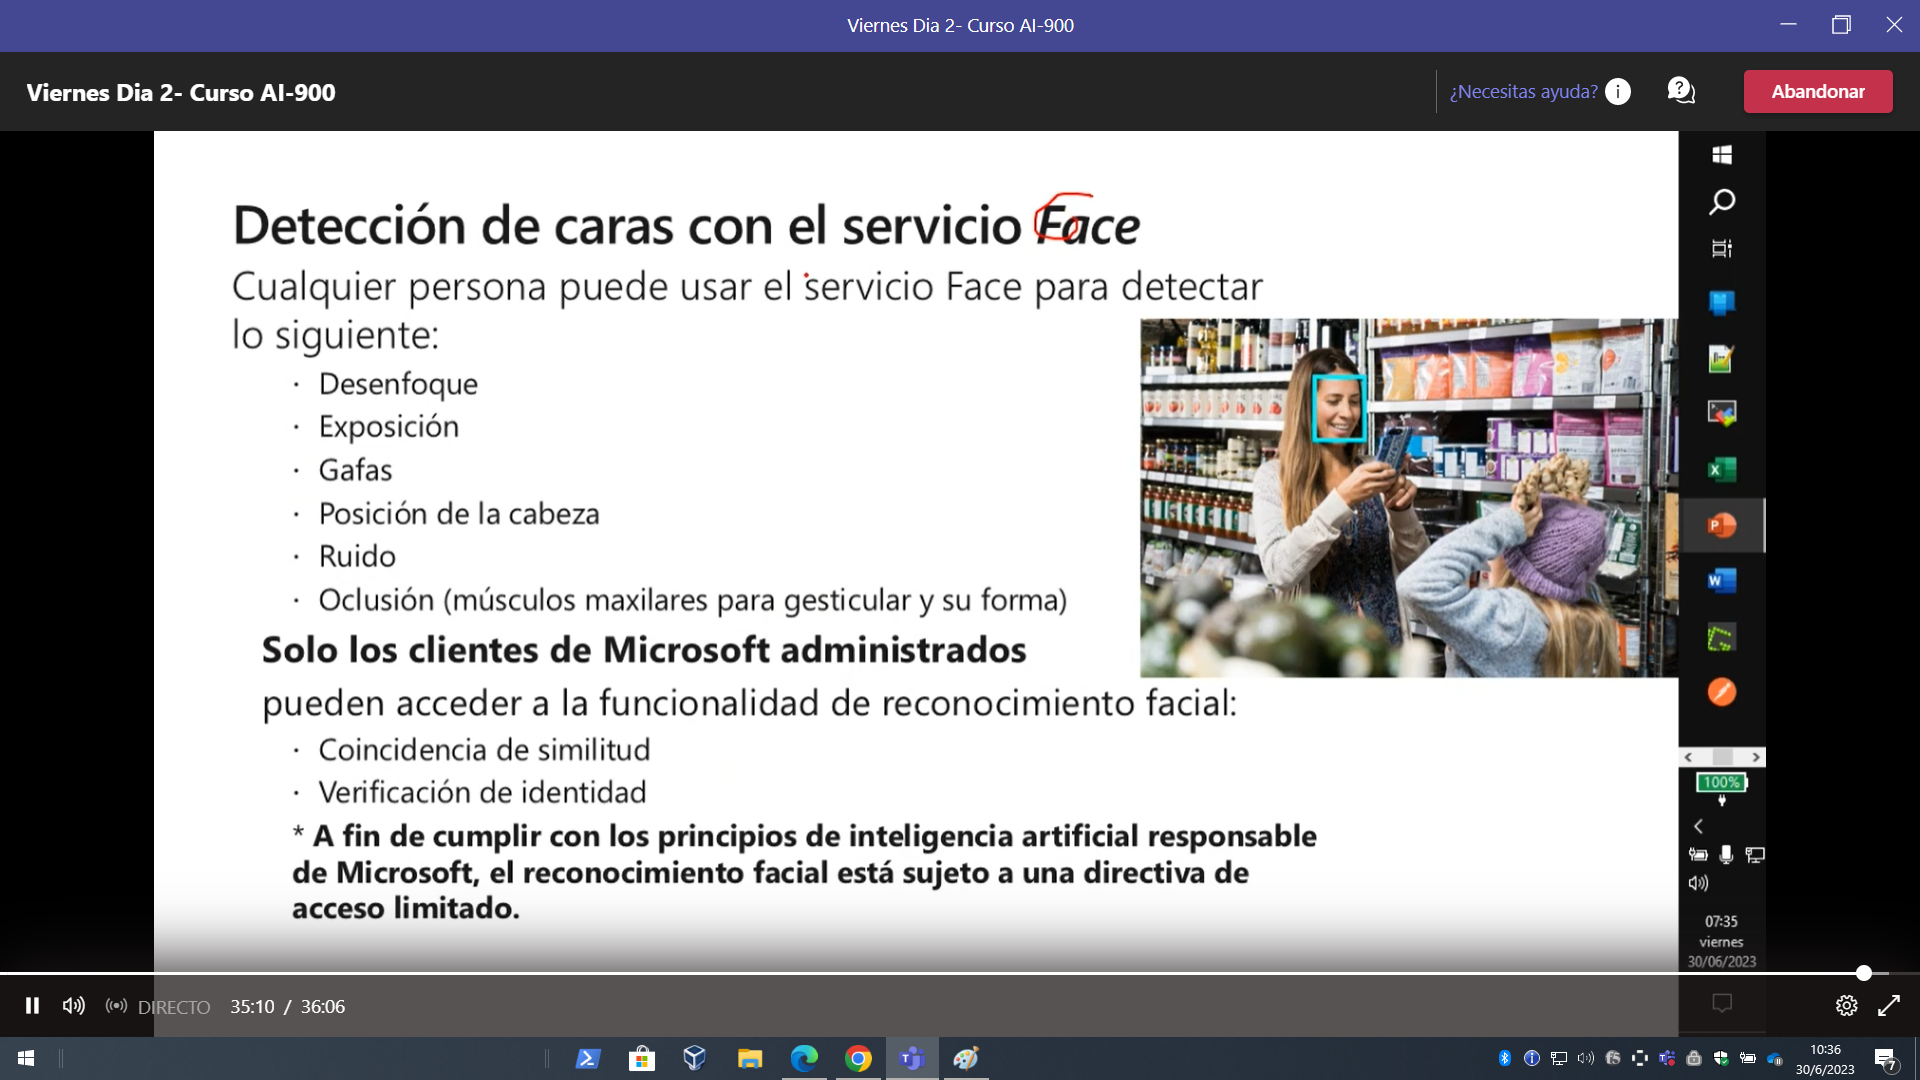 Viernes Dia 2- Curso AI-900
Viernes Dia 2- Curso AI-900
¿Necesitas ayuda?
Abandonar
Detección de caras con el servicio Face
Cualquier persona puede usar el servicio Face para detectar
lo siguiente:
· Desenfoque
· Exposición
· Gafas
· Posición de la cabeza
· Ruido
· Oclusión (músculos maxilares para gesticular y su forma)
Solo los clientes de Microsoft administrados
pueden acceder a la funcionalidad de reconocimiento facial:
· Coincidencia de similitud
· Verificación de identidad
* A fin de cumplir con los principios de inteligencia artificial responsable
de Microsoft, el reconocimiento facial está sujeto a una directiva de
acceso limitado.
100%
07:35
viernes
30/06/2023
DIRECTO
35:10 / 36:06
10:36
30/6/2023
7